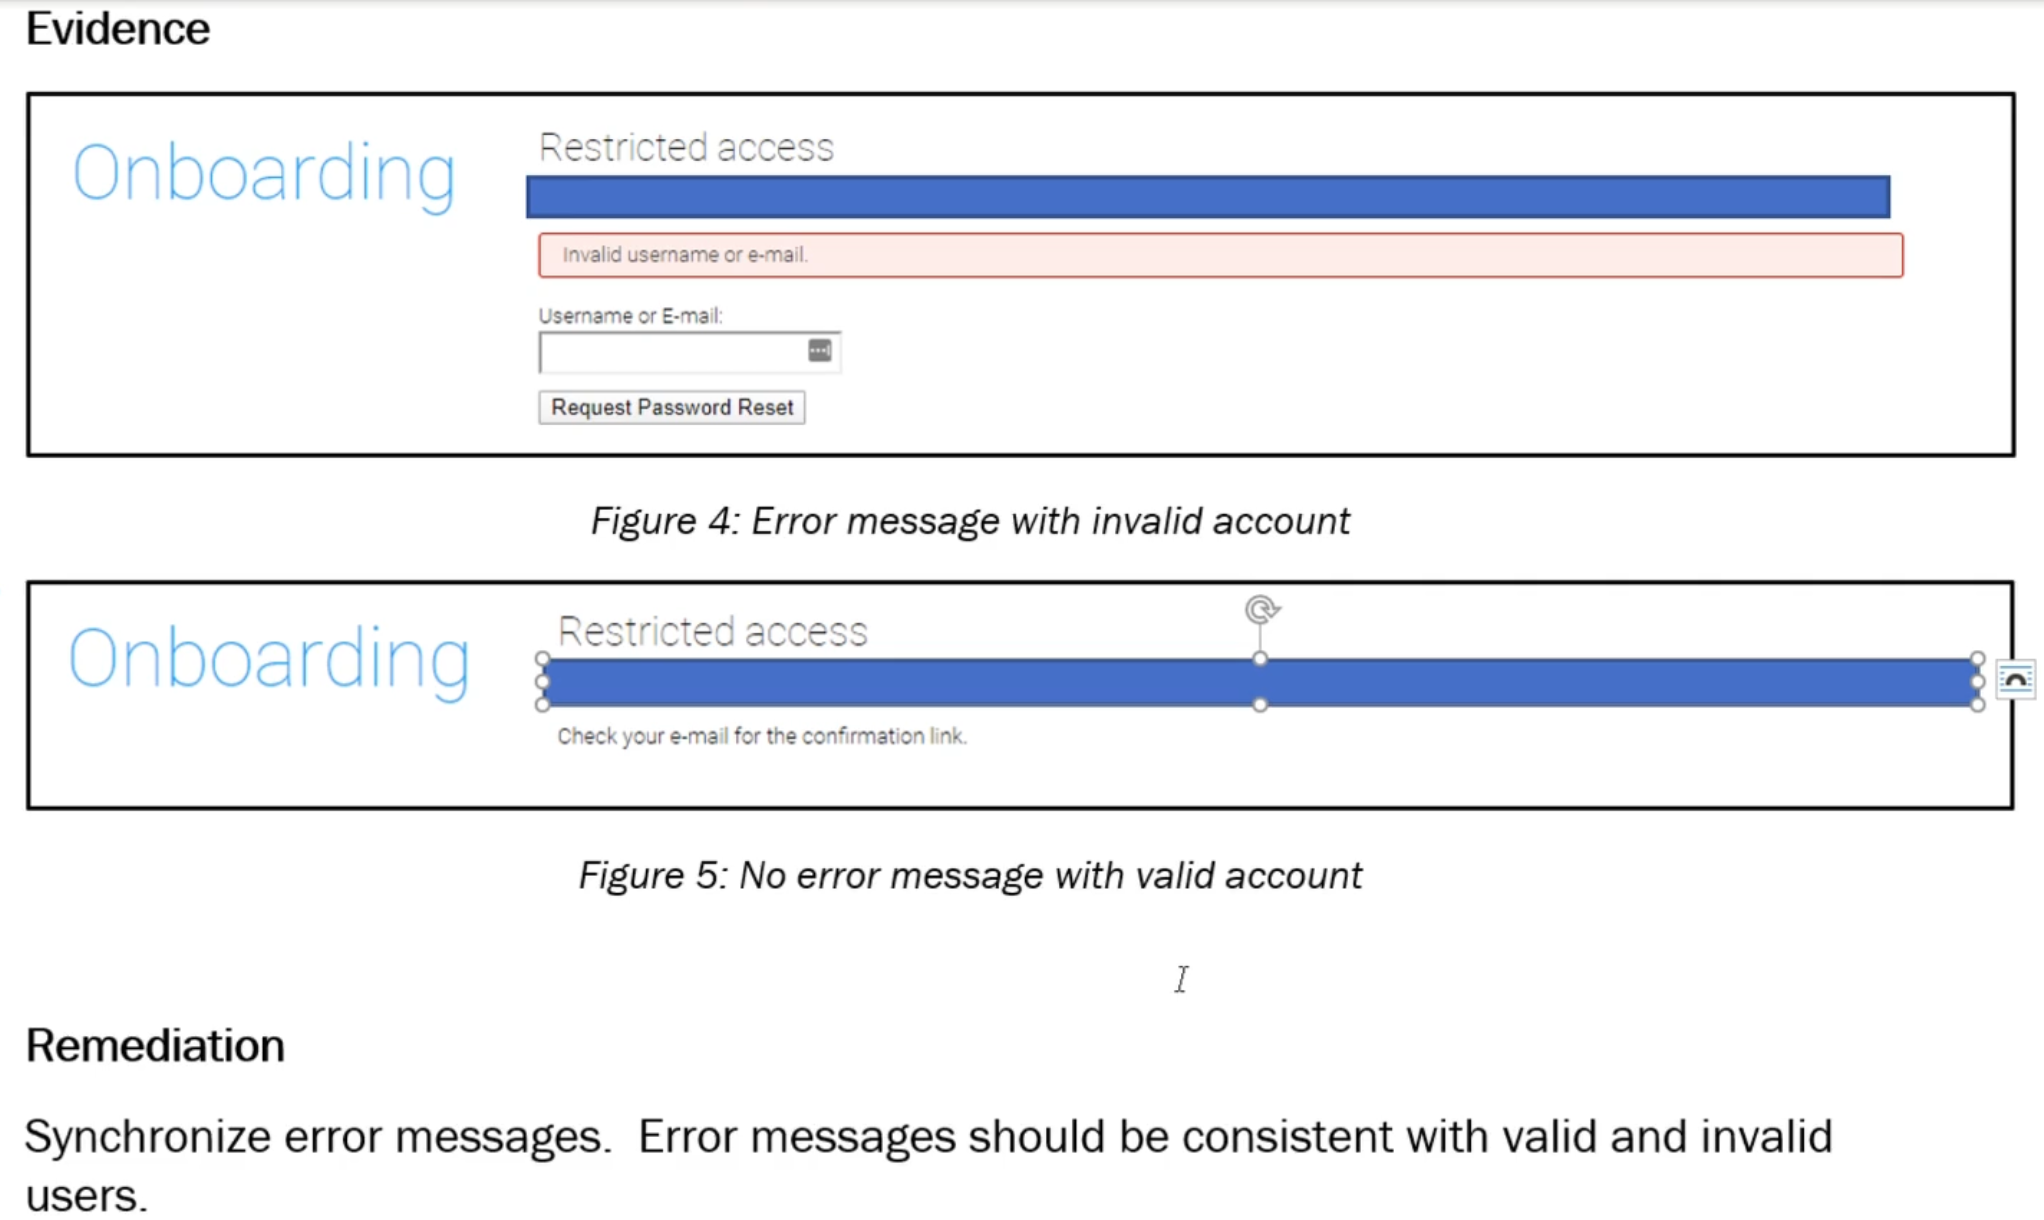 Evidence
Onboarding
Restricted access
Invalid username or e-mail.
Username or E-mail:
Request Password Reset
Figure 4: Error message with invalid account
Onboarding
Restricted access
Check your e-mail for the confirmation link.
Figure 5: No error message with valid account
Remediation
Synchronize error messages.  Error messages should be consistent with valid and invalid
users.